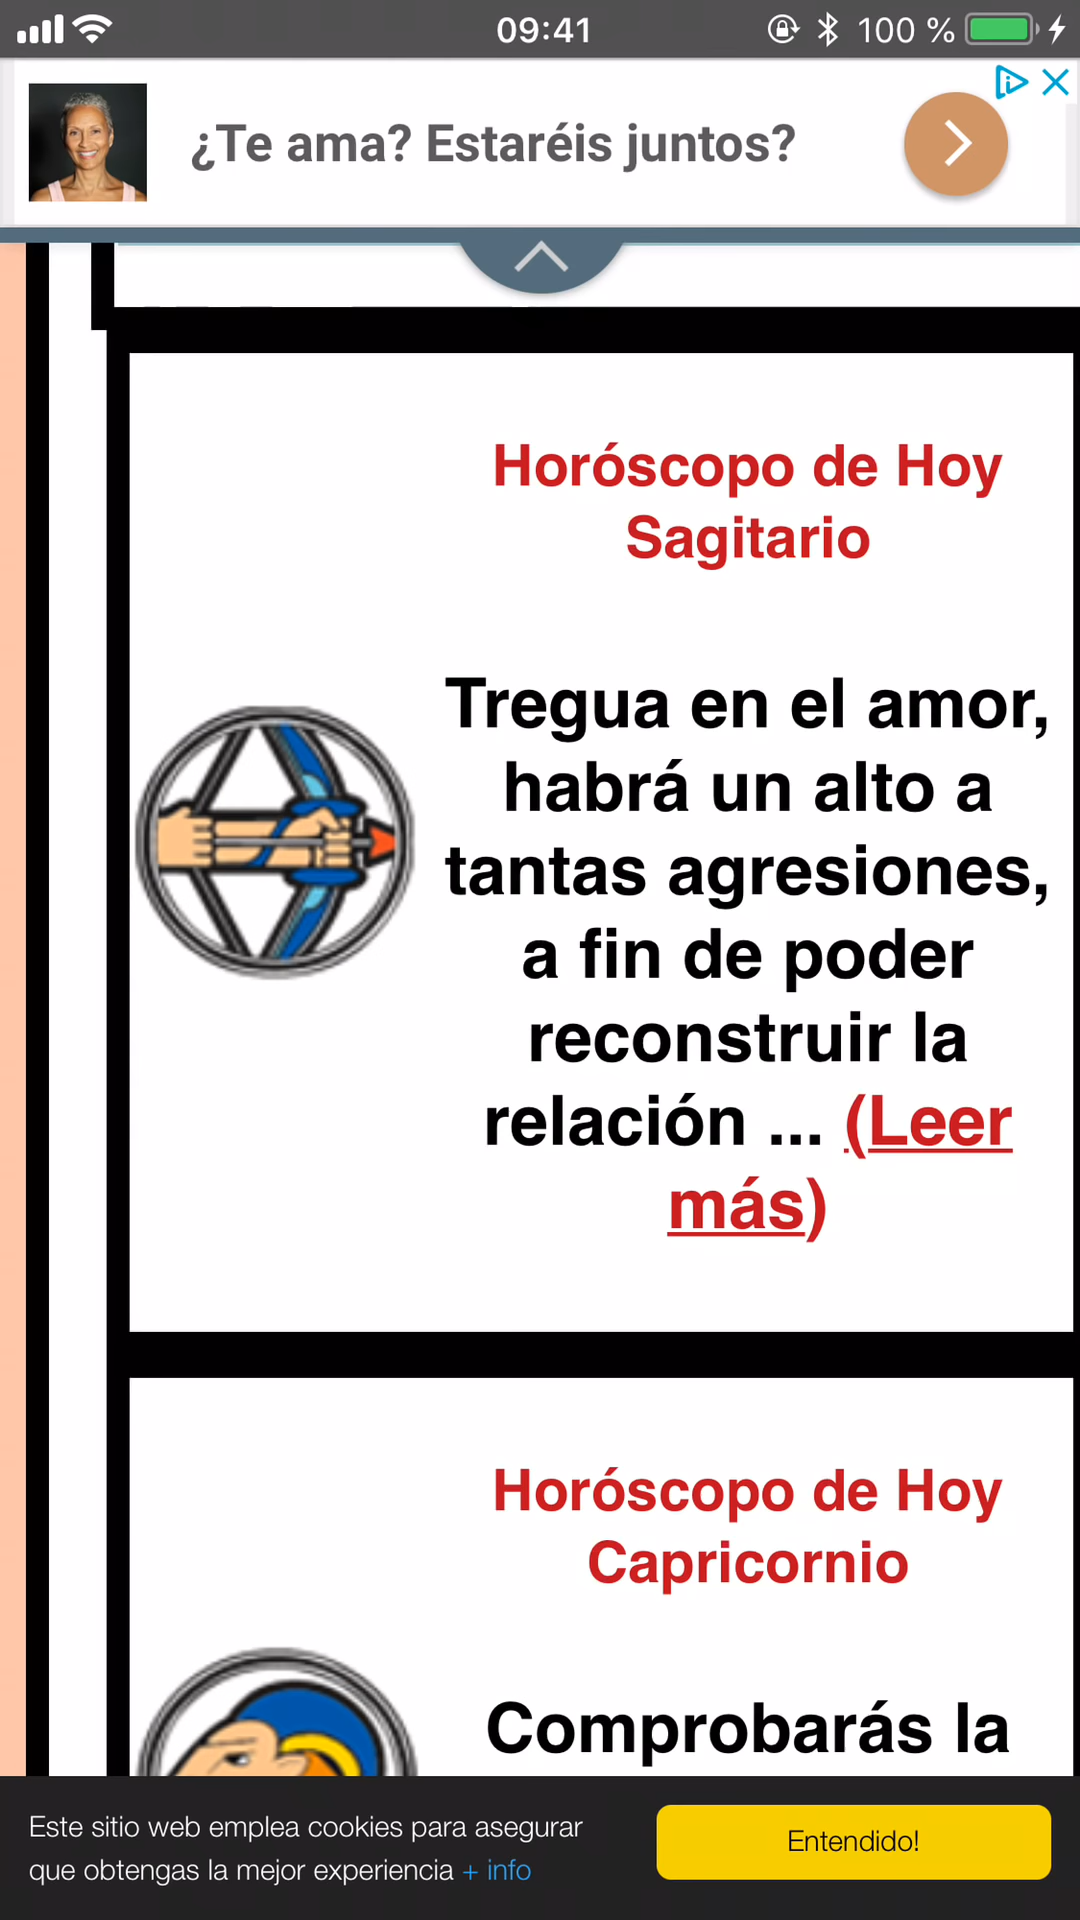 09:41
100 %
¿Te ama? Estaréis juntos?
Horóscopo de Hoy
Sagitario
Tregua en el amor,
habrá un alto a
tantas agresiones,
a fin de poder
reconstruir la
relación ... (Leer
más)
Horóscopo de Hoy
Capricornio
Comprobarás la
Este sitio web emplea cookies para asegurar
que obtengas la mejor experiencia + info
Entendido!